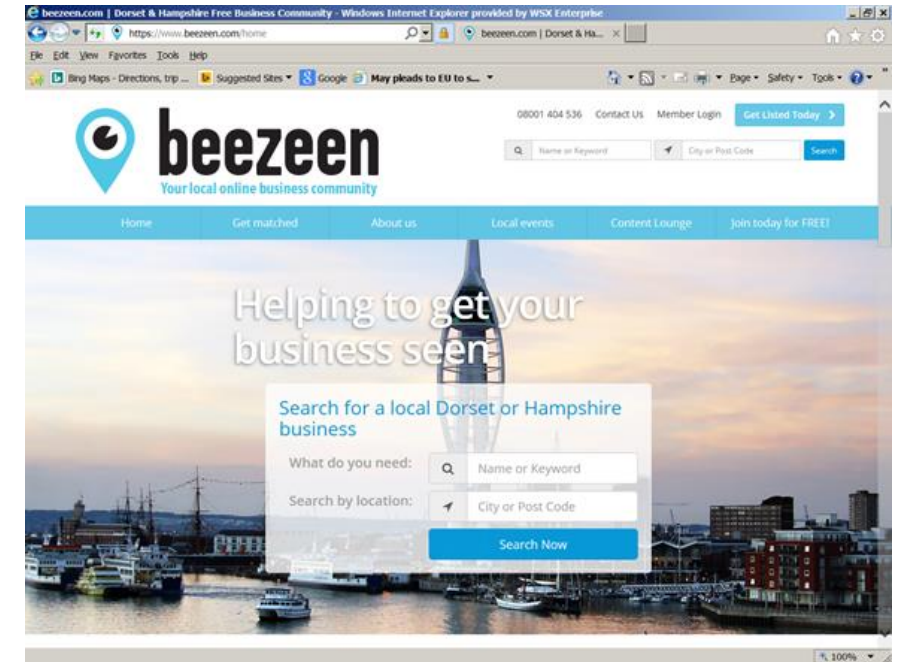 beezeen.com | Dorset & Hampshire Free Business Community - Windows Internet Explorer provided by WSX Enterprise
https://www.beezeen.com/home
beezeen.com | Dorset & Ha...
File Edit View Favorites Tools Help
Bing Maps - Directions, trip ... Suggested Sites Google May pleads to EU to s... Page Safety Tools
08001 404 536 Contact Us Member Login Get Listed Today
beezeen
Name or Keyword City or Post Code Search
Your local online business community
Home Get matched About us Local events Content Lounge Join today for FREE!
Helping to get your
business seen
Search for a local Dorset or Hampshire
business
What do you need: Name or Keyword
Search by location: City or Post Code
Search Now
100%